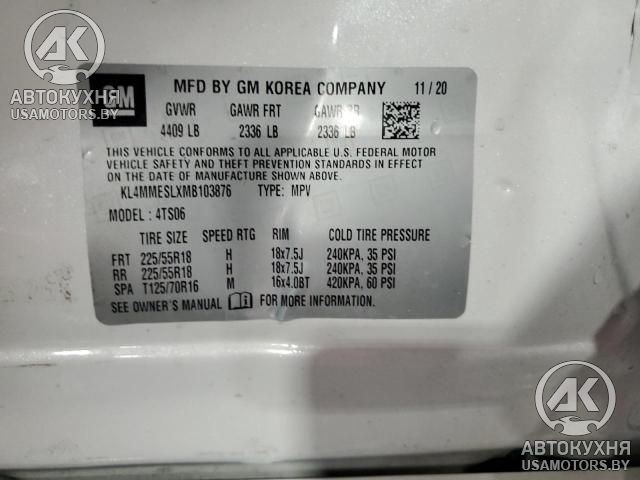 AK
АВТОКУХНЯ
USAMOTORS.BY
GM
MFD BY GM KOREA COMPANY 11/20
GVWR GAWR FRT GAWR RR
4409 LB 2336 LB 2336 LB
THIS VEHICLE CONFORMS TO ALL APPLICABLE U.S. FEDERAL MOTOR
VEHICLE SAFETY AND THEFT PREVENTION STANDARDS IN EFFECT
ON THE DATE OF MANUFACTURE SHOWN ABOVE.
KL4MMESLXMB103876 TYPE: MPV
MODEL : 4TS06
TIRE SIZE SPEED RTG RIM COLD TIRE PRESSURE
FRT 225/55R18 H 18x7.5J 240KPA, 35 PSI
RR 225/55R18 H 18x7.5J 240KPA, 35 PSI
SPA T125/70R16 M 16x4.0BT 420KPA, 60 PSI
SEE OWNER'S MANUAL FOR MORE INFORMATION
AK
АВТОКУХНЯ
USAMOTORS.BY